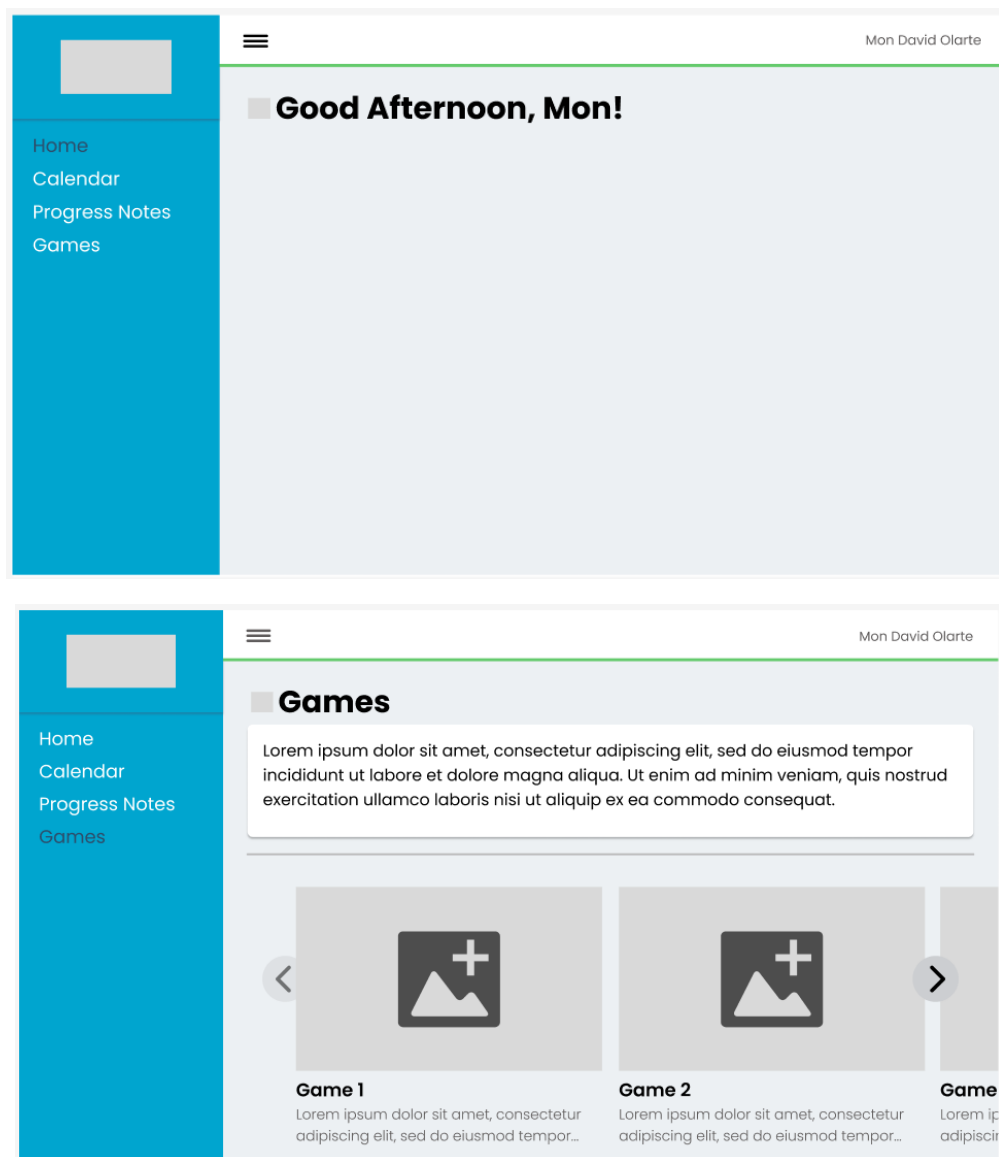 Mon David Olarte
Good Afternoon, Mon!
Home
Calendar
Progress Notes
Games
Mon David Olarte
Games
Home
Calendar
Progress Notes
Games
Lorem ipsum dolor sit amet, consectetur adipiscing elit, sed do eiusmod tempor
incididunt ut labore et dolore magna aliqua. Ut enim ad minim veniam, quis nostrud
exercitation ullamco laboris nisi ut aliquip ex ea commodo consequat.
Game 1
Lorem ipsum dolor sit amet, consectetur
adipiscing elit, sed do eiusmod tempor...
Game 2
Lorem ipsum dolor sit amet, consectetur
adipiscing elit, sed do eiusmod tempor...
Game
Lorem